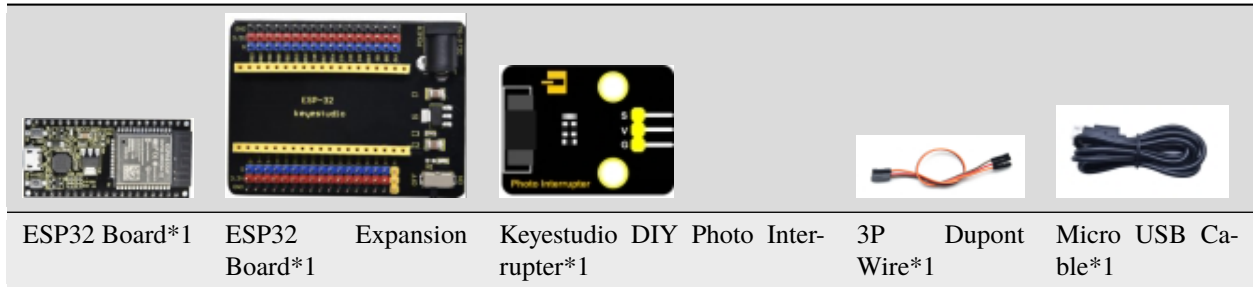 ESP-32
keyestudio
S
V
G
Photo Interrupter
ESP32 Board*1
ESP32 Expansion
Board*1
Keyestudio DIY Photo Inter-
rupter*1
3P Dupont
Wire*1
Micro USB Ca-
ble*1